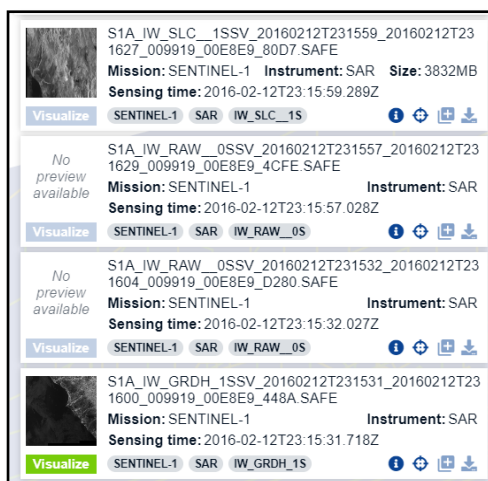 S1A_IW_SLC__1SSV_20160212T231559_20160212T23
1627_009919_00E8E9_80D7.SAFE
Mission: SENTINEL-1 Instrument: SAR Size: 3832MB
Sensing time: 2016-02-12T23:15:59.289Z
Visualize SENTINEL-1 SAR IW_SLC__1S
No
preview
available
S1A_IW_RAW__0SSV_20160212T231557_20160212T23
1629_009919_00E8E9_4CFE.SAFE
Mission: SENTINEL-1 Instrument: SAR
Sensing time: 2016-02-12T23:15:57.028Z
Visualize SENTINEL-1 SAR IW_RAW__0S
No
preview
available
S1A_IW_RAW__0SSV_20160212T231532_20160212T23
1604_009919_00E8E9_D280.SAFE
Mission: SENTINEL-1 Instrument: SAR
Sensing time: 2016-02-12T23:15:32.027Z
Visualize SENTINEL-1 SAR IW_RAW__0S
S1A_IW_GRDH_1SSV_20160212T231531_20160212T23
1600_009919_00E8E9_448A.SAFE
Mission: SENTINEL-1 Instrument: SAR
Sensing time: 2016-02-12T23:15:31.718Z
Visualize SENTINEL-1 SAR IW_GRDH_1S